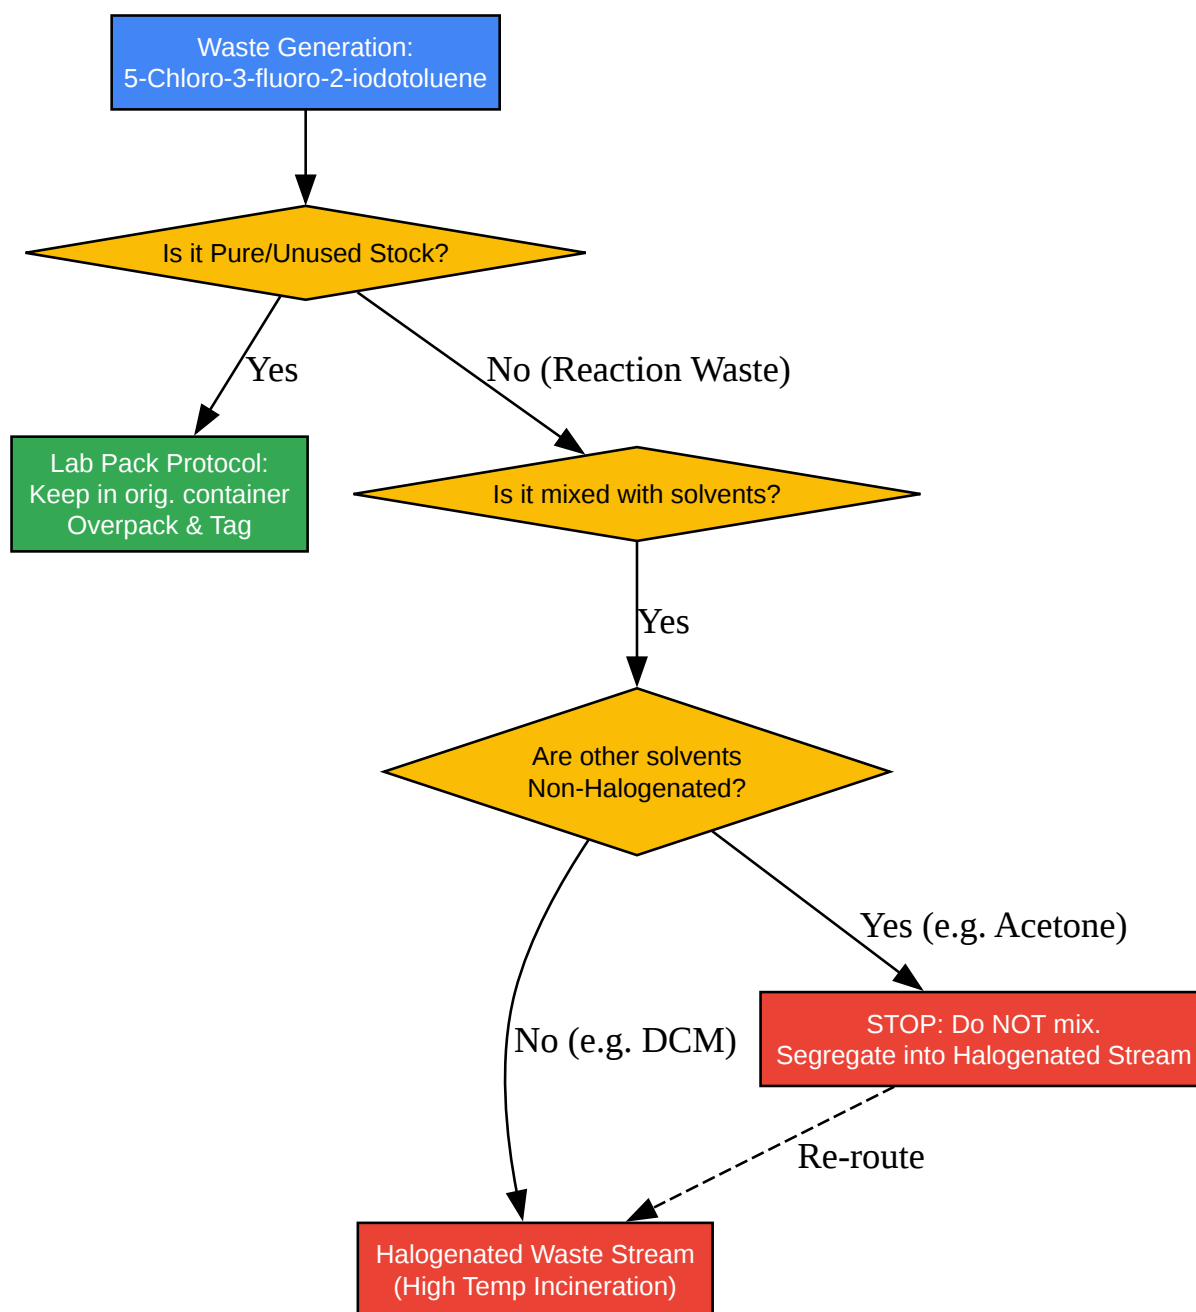 Waste Generation:
5-Chloro-3-fluoro-2-iodotoluene
Is it Pure/Unused Stock?
Yes
No (Reaction Waste)
Lab Pack Protocol:
Keep in orig. container
Overpack & Tag
Is it mixed with solvents?
Yes
Are other solvents
Non-Halogenated?
Yes (e.g. Acetone)
No (e.g. DCM)
STOP: Do NOT mix.
Segregate into Halogenated Stream
Re-route
Halogenated Waste Stream
(High Temp Incineration)